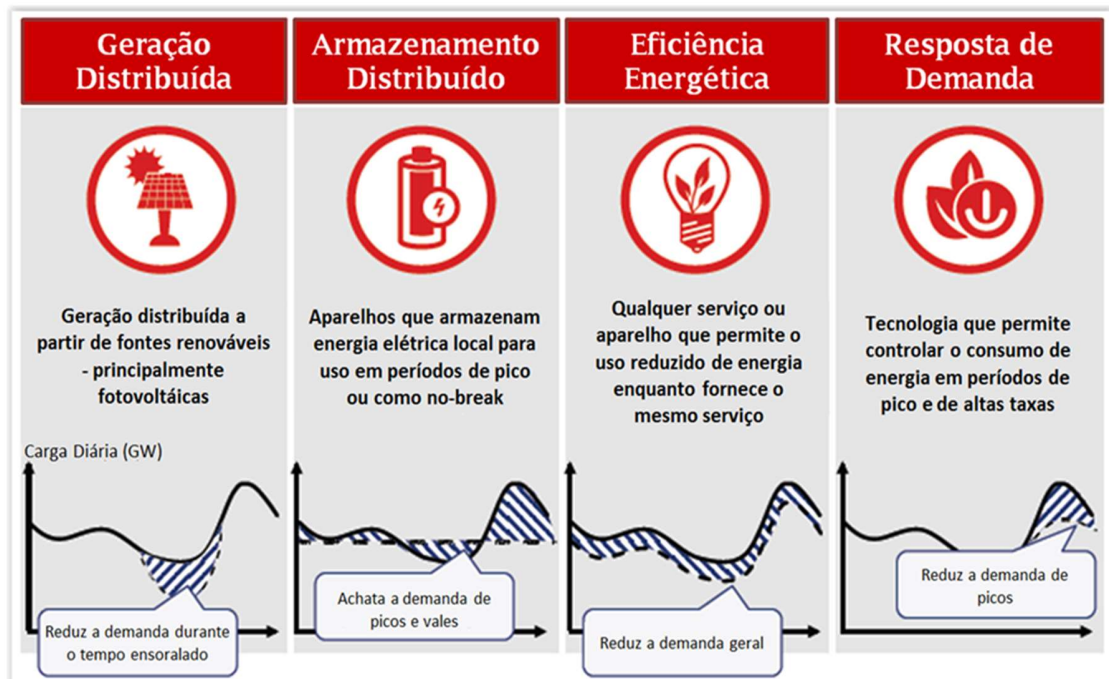 Geração
Distribuída
Armazenamento
Distribuído
Eficiência
Energética
Resposta de
Demanda
Geração distribuída a
partir de fontes renováveis
- principalmente
fotovoltáicas
Aparelhos que armazenam
energia elétrica local para
uso em períodos de pico
ou como no-break
Qualquer serviço ou
aparelho que permite o
uso reduzido de energia
enquanto fornece o
mesmo serviço
Tecnologia que permite
controlar o consumo de
energia em períodos de
pico e de altas taxas
Carga Diária (GW)
Reduz a demanda durante
o tempo ensoralado
Achata a demanda de
picos e vales
Reduz a demanda geral
Reduz a demanda de
picos